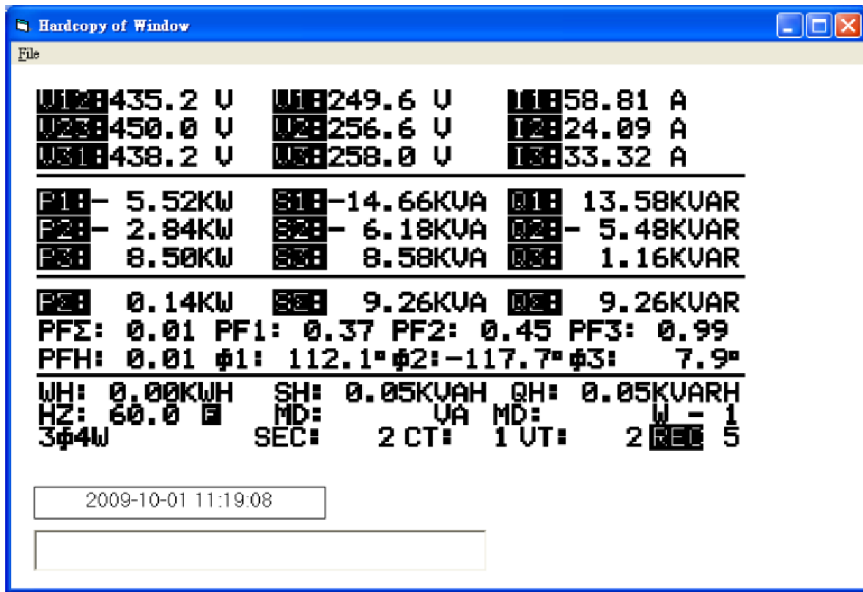 Hardcopy of Window
File
V12:435.2 V V1:249.6 V I1:58.81 A
V23:450.0 V V2:256.6 V I2:24.09 A
V31:438.2 V V3:258.0 V I3:33.32 A
P1:- 5.52KW S1:-14.66KVA Q1: 13.58KVAR
P2:- 2.84KW S2:- 6.18KVA Q2:- 5.48KVAR
P3: 8.50KW S3: 8.58KVA Q3: 1.16KVAR
PΣ: 0.14KW SΣ: 9.26KVA QΣ: 9.26KVAR
PFΣ: 0.01 PF1: 0.37 PF2: 0.45 PF3: 0.99
PFH: 0.01 ϕ1: 112.1° ϕ2:-117.7° ϕ3: 7.9°
WH: 0.00KWH SH: 0.05KVAH QH: 0.05KVARH
HZ: 60.0 F MD: VA MD: W - 1
3ϕ4W SEC: 2 CT: 1 VT: 2 REC 5
2009-10-01 11:19:08